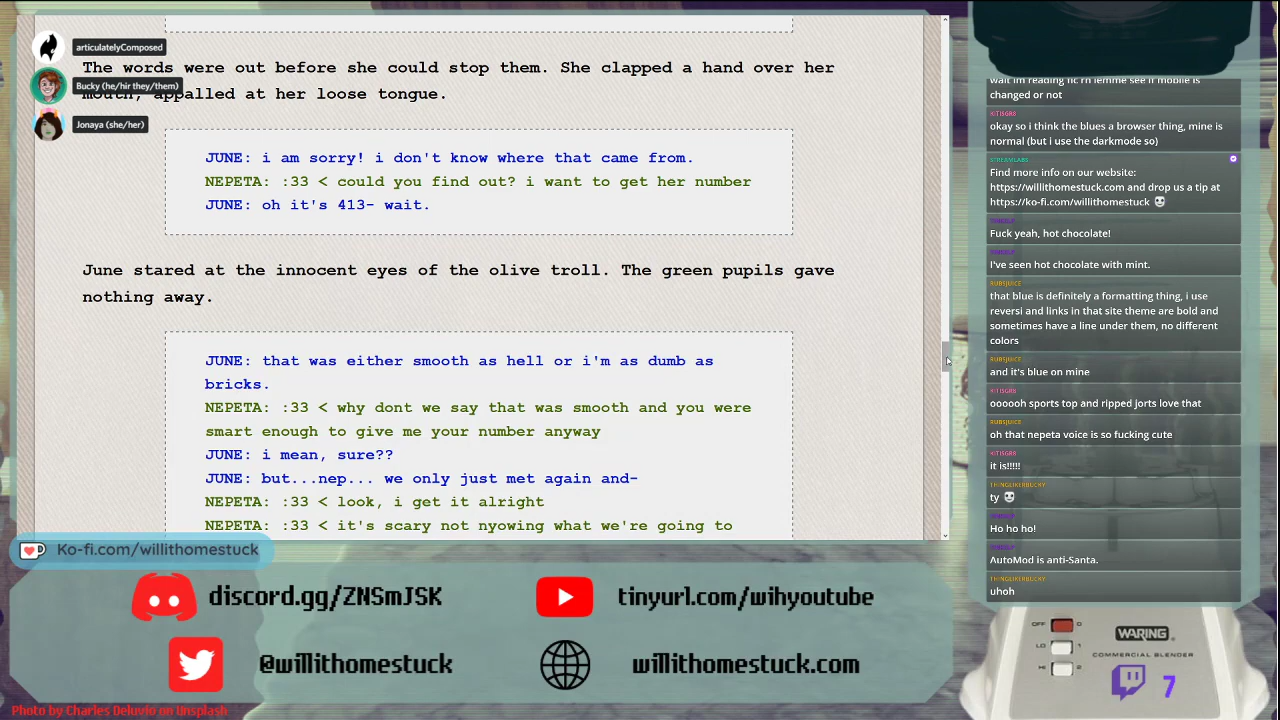 articulatelyComposed
Bucky (he/hir they/them)
Jonaya (she/her)
The words were out before she could stop them. She clapped a hand over her
mouth, appalled at her loose tongue.
JUNE: i am sorry! i don't know where that came from.
NEPETA: :33 < could you find out? i want to get her number
JUNE: oh it's 413- wait.
June stared at the innocent eyes of the olive troll. The green pupils gave
nothing away.
JUNE: that was either smooth as hell or i'm as dumb as
bricks.
NEPETA: :33 < why dont we say that was smooth and you were
smart enough to give me your number anyway
JUNE: i mean, sure??
JUNE: but...nep... we only just met again and-
NEPETA: :33 < look, i get it alright
NEPETA: :33 < it's scary not nyowing what we're going to
Ko-fi.com/willithomestuck
discord.gg/ZNSmJSK
tinyurl.com/wihyoutube
@willithomestuck
willithomestuck.com
Photo by Charles Deluvio on Unsplash
wait im reading fic rn lemme see if mobile is
changed or not
KITISGR8
okay so i think the blues a browser thing, mine is
normal (but i use the darkmode so)
STREAMLABS
Find more info on our website:
https://willithomestuck.com and drop us a tip at
https://ko-fi.com/willithomestuck
Fuck yeah, hot chocolate!
I've seen hot chocolate with mint.
RUBSJUICE
that blue is definitely a formatting thing, i use
reversi and links in that site theme are bold and
sometimes have a line under them, no different
colors
RUBSJUICE
and it's blue on mine
KITISGR8
oooooh sports top and ripped jorts love that
RUBSJUICE
oh that nepeta voice is so fucking cute
KITISGR8
it is!!!!!
THINGLIKERBUCKY
ty
Ho ho ho!
AutoMod is anti-Santa.
THINGLIKERBUCKY
uhoh
OFF 0
LO 1
HI 2
WARING
COMMERCIAL BLENDER
7